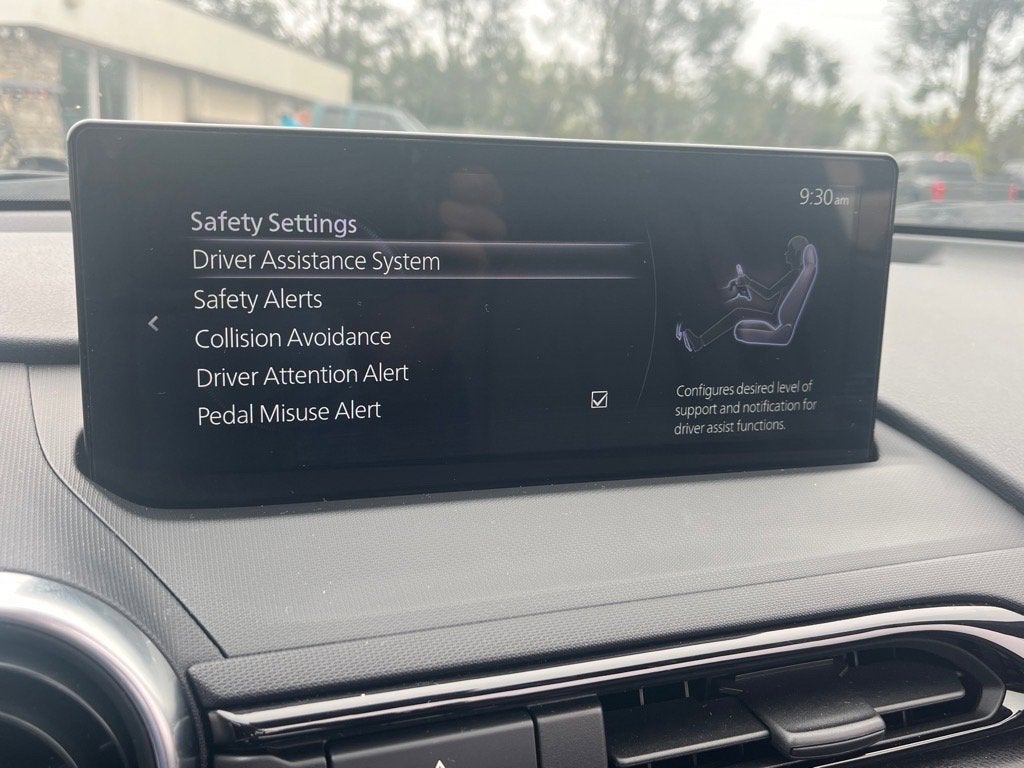 9:30am
Safety Settings
Driver Assistance System
Safety Alerts
Collision Avoidance
Driver Attention Alert
Pedal Misuse Alert
Configures desired level of
support and notification for
driver assist functions.